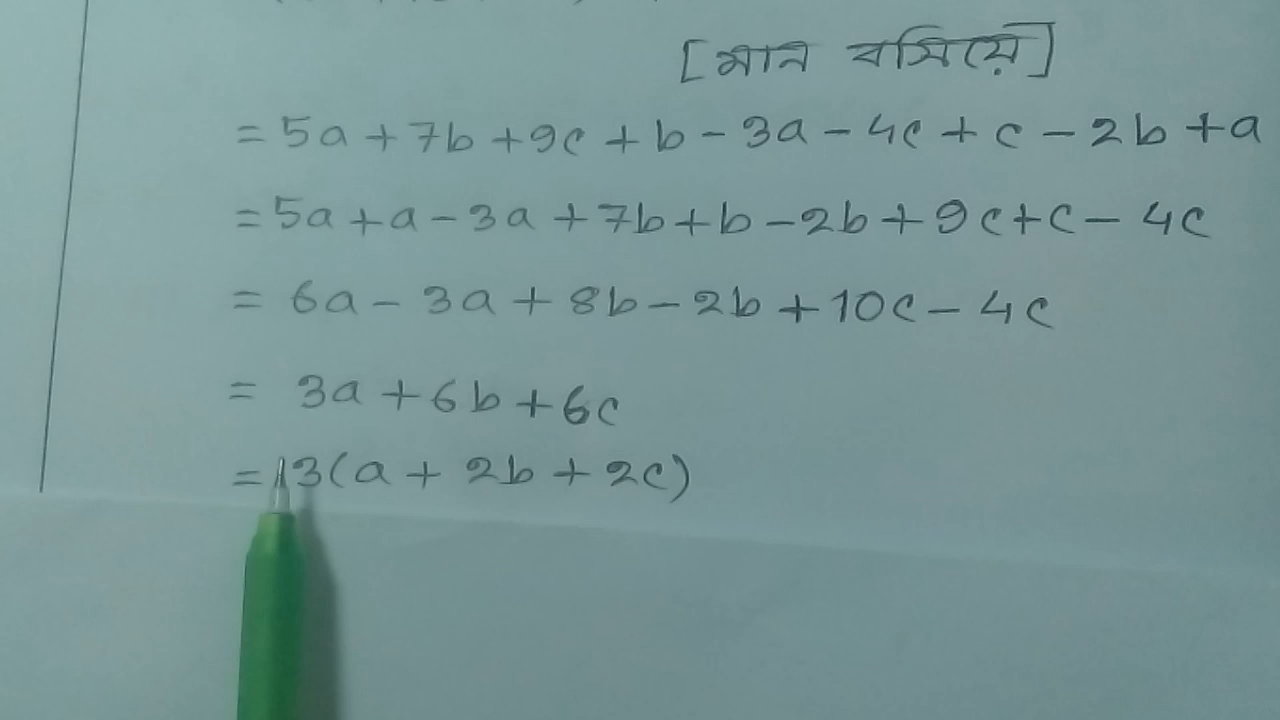 [মান বসিয়ে]
= 5a + 7b + 9c + b - 3a - 4c + c - 2b + a
= 5a + a - 3a + 7b + b - 2b + 9c + c - 4c
= 6a - 3a + 8b - 2b + 10c - 4c
= 3a + 6b + 6c
= 3(a + 2b + 2c)